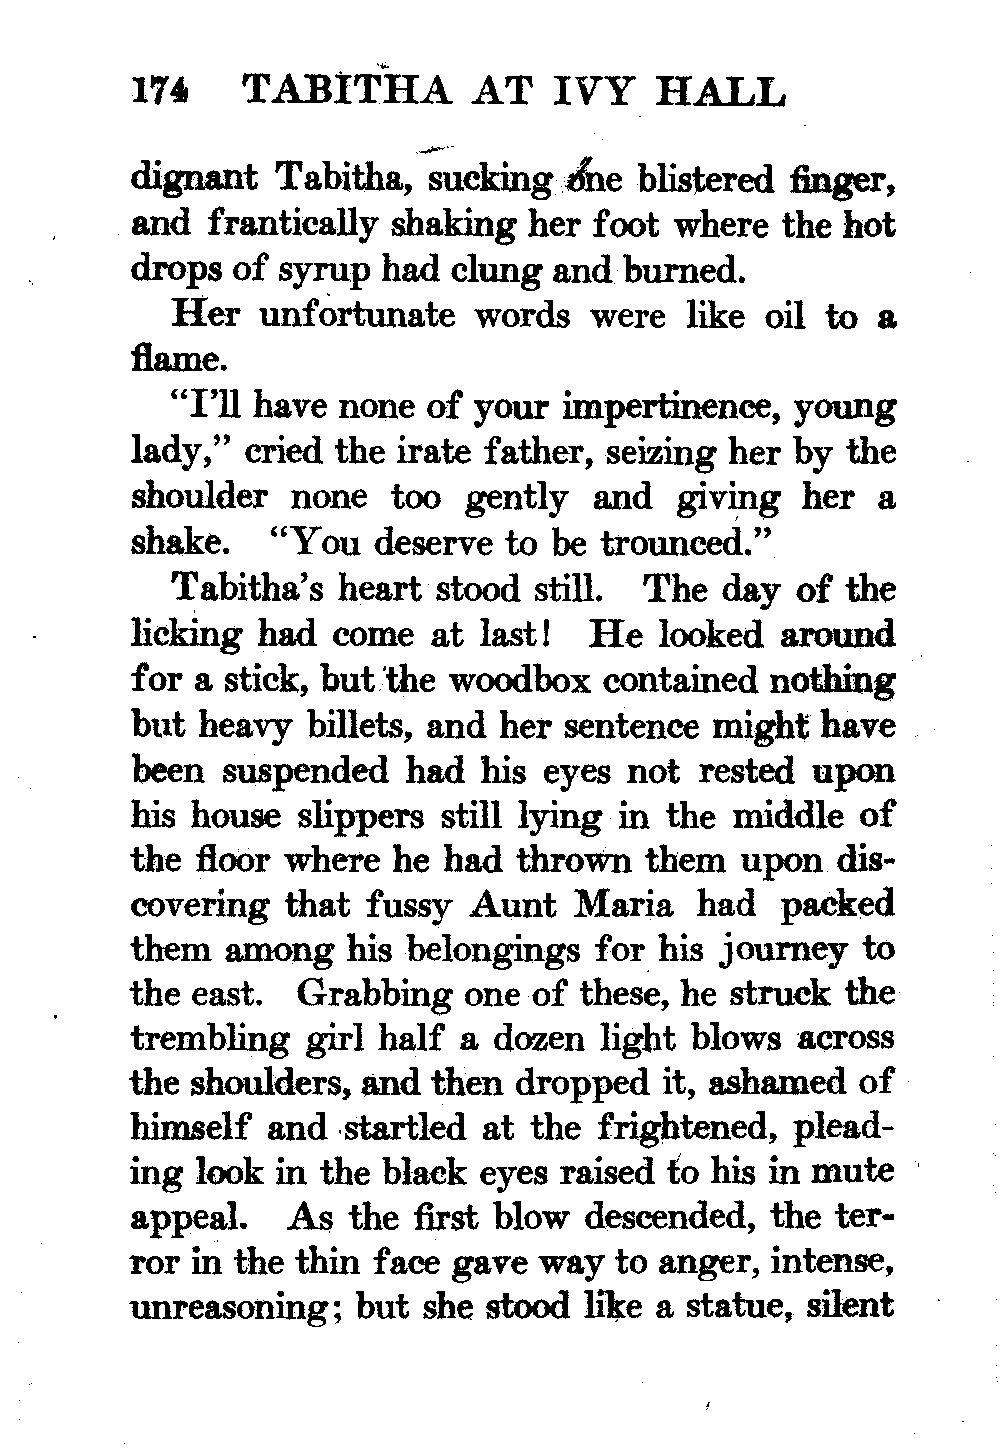 174 TABITHA AT IVY HALL
dignant Tabitha, sucking one blistered finger,
and frantically shaking her foot where the hot
drops of syrup had clung and burned.
Her unfortunate words were like oil to a
flame.
“I’ll have none of your impertinence, young
lady,” cried the irate father, seizing her by the
shoulder none too gently and giving her a
shake. “You deserve to be trounced.”
Tabitha’s heart stood still. The day of the
licking had come at last! He looked around
for a stick, but the woodbox contained nothing
but heavy billets, and her sentence might have
been suspended had his eyes not rested upon
his house slippers still lying in the middle of
the floor where he had thrown them upon dis-
covering that fussy Aunt Maria had packed
them among his belongings for his journey to
the east. Grabbing one of these, he struck the
trembling girl half a dozen light blows across
the shoulders, and then dropped it, ashamed of
himself and startled at the frightened, plead-
ing look in the black eyes raised to his in mute
appeal. As the first blow descended, the ter-
ror in the thin face gave way to anger, intense,
unreasoning; but she stood like a statue, silent